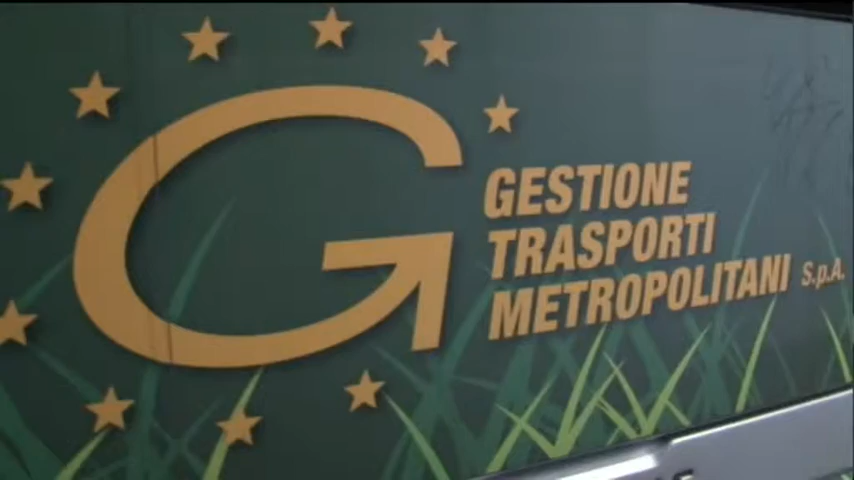 G
GESTIONE
TRASPORTI
METROPOLITANI S.p.A.